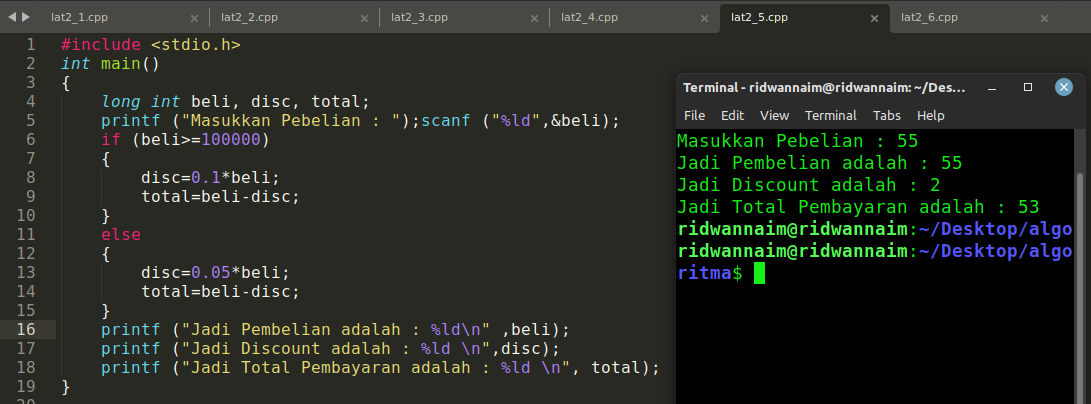 lat2_1.cpp × lat2_2.cpp × lat2_3.cpp × lat2_4.cpp × lat2_5.cpp × lat2_6.cpp ×
1 #include <stdio.h>
2 int main()
3 {
4 long int beli, disc, total;
5 printf ("Masukkan Pebelian : ");scanf ("%ld",&beli);
6 if (beli>=100000)
7 {
8 disc=0.1*beli;
9 total=beli-disc;
10 }
11 else
12 {
13 disc=0.05*beli;
14 total=beli-disc;
15 }
16 printf ("Jadi Pembelian adalah : %ld\n" ,beli);
17 printf ("Jadi Discount adalah : %ld \n",disc);
18 printf ("Jadi Total Pembayaran adalah : %ld \n", total);
19 }
Terminal - ridwannaim@ridwannaim: ~/Des...
File Edit View Terminal Tabs Help
Masukkan Pebelian : 55
Jadi Pembelian adalah : 55
Jadi Discount adalah : 2
Jadi Total Pembayaran adalah : 53
ridwannaim@ridwannaim:~/Desktop/algo
ridwannaim@ridwannaim:~/Desktop/algo
ritma$